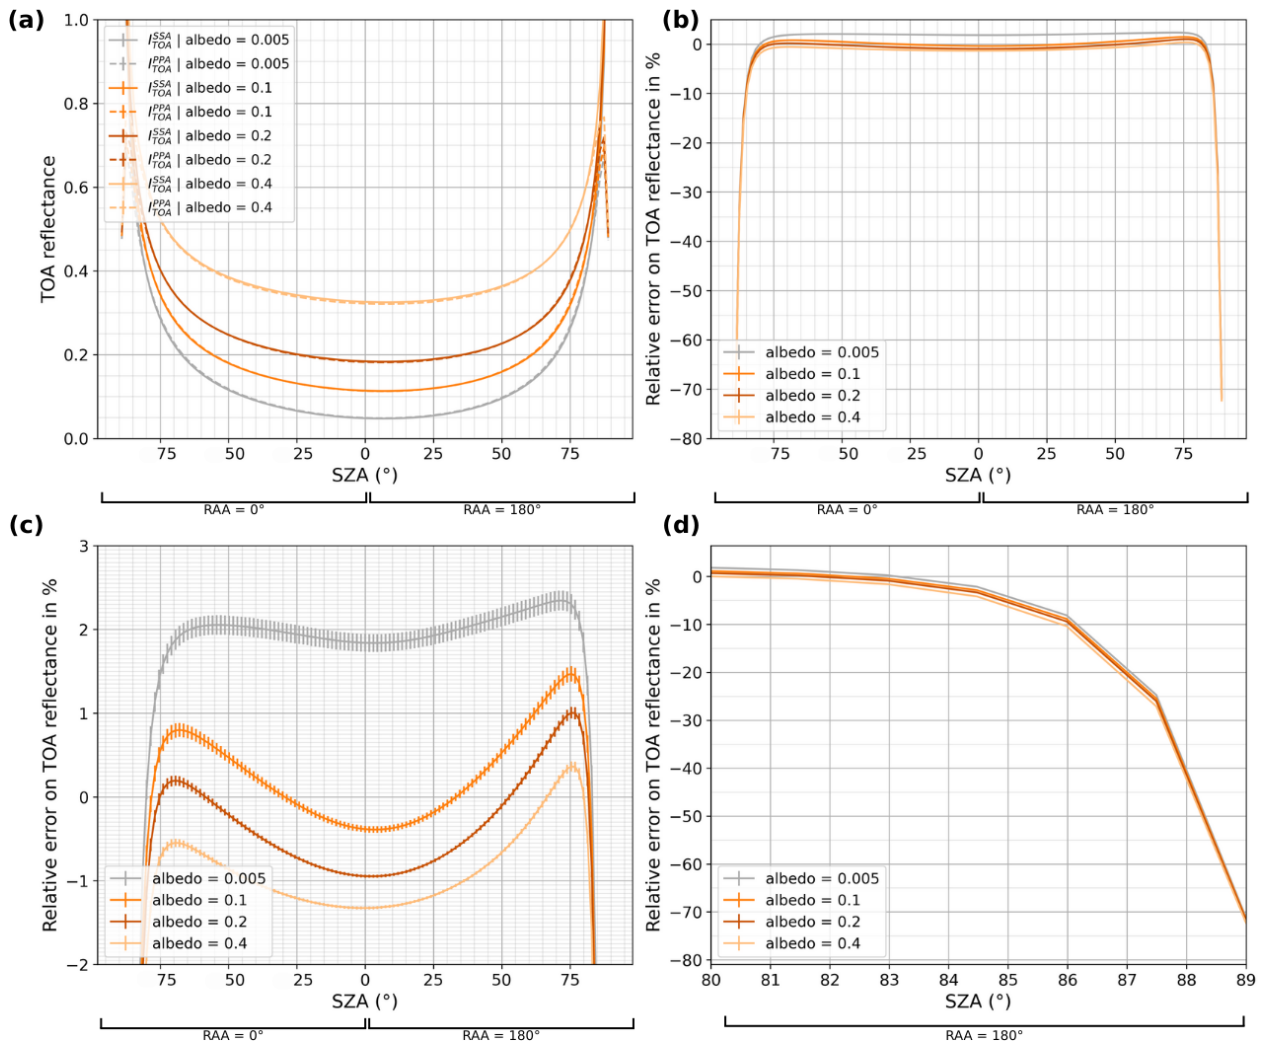 (a)
1.0
0.8
0.6
0.4
0.2
0.0
TOA reflectance
I^{SSA}_{TOA} | albedo = 0.005
I^{PPA}_{TOA} | albedo = 0.005
I^{SSA}_{TOA} | albedo = 0.1
I^{PPA}_{TOA} | albedo = 0.1
I^{SSA}_{TOA} | albedo = 0.2
I^{PPA}_{TOA} | albedo = 0.2
I^{SSA}_{TOA} | albedo = 0.4
I^{PPA}_{TOA} | albedo = 0.4
75 50 25 0 25 50 75
SZA (°)
RAA = 0° RAA = 180°
(b)
0
−10
−20
−30
−40
−50
−60
−70
−80
Relative error on TOA reflectance in %
albedo = 0.005
albedo = 0.1
albedo = 0.2
albedo = 0.4
75 50 25 0 25 50 75
SZA (°)
RAA = 0° RAA = 180°
(c)
3
2
1
0
−1
−2
Relative error on TOA reflectance in %
albedo = 0.005
albedo = 0.1
albedo = 0.2
albedo = 0.4
75 50 25 0 25 50 75
SZA (°)
RAA = 0° RAA = 180°
(d)
0
−10
−20
−30
−40
−50
−60
−70
−80
Relative error on TOA reflectance in %
albedo = 0.005
albedo = 0.1
albedo = 0.2
albedo = 0.4
80 81 82 83 84 85 86 87 88 89
SZA (°)
RAA = 180°